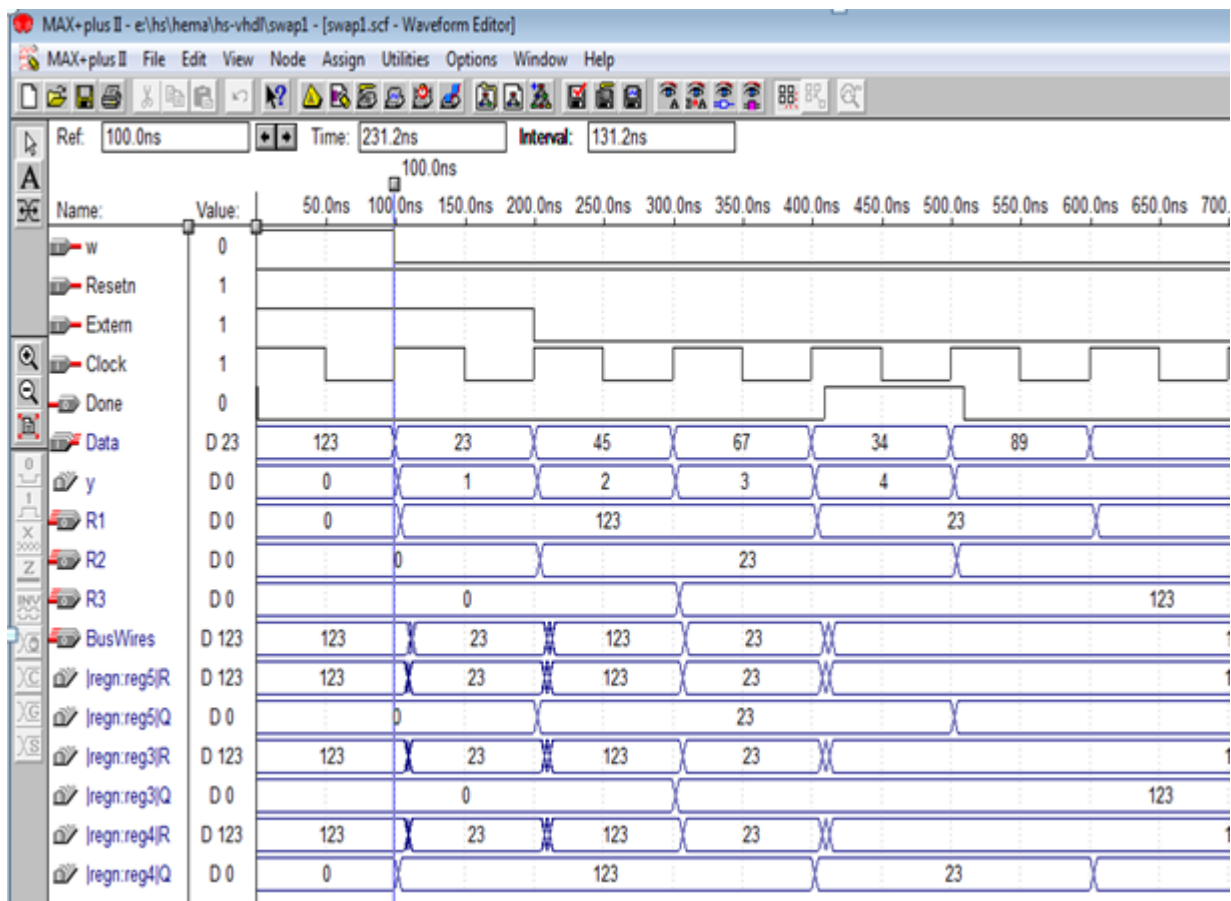 MAX+plus II - e:\hs\hema\hs-vhdl\swap1 - [swap1.scf - Waveform Editor]
MAX+plus II File Edit View Node Assign Utilities Options Window Help
Ref: 100.0ns Time: 231.2ns Interval: 131.2ns
100.0ns
Name: Value: 50.0ns 100.0ns 150.0ns 200.0ns 250.0ns 300.0ns 350.0ns 400.0ns 450.0ns 500.0ns 550.0ns 600.0ns 650.0ns 700.
w 0
Resetn 1
Extern 1
Clock 1
Done 0
Data D 23 123 23 45 67 34 89
y D 0 0 1 2 3 4
R1 D 0 0 123 23
R2 D 0 0 23
R3 D 0 0 123
BusWires D 123 123 23 123 23 1
|regn:reg5|R D 123 123 23 123 23 1
|regn:reg5|Q D 0 0 23
|regn:reg3|R D 123 123 23 123 23 1
|regn:reg3|Q D 0 0 123
|regn:reg4|R D 123 123 23 123 23 1
|regn:reg4|Q D 0 0 123 23